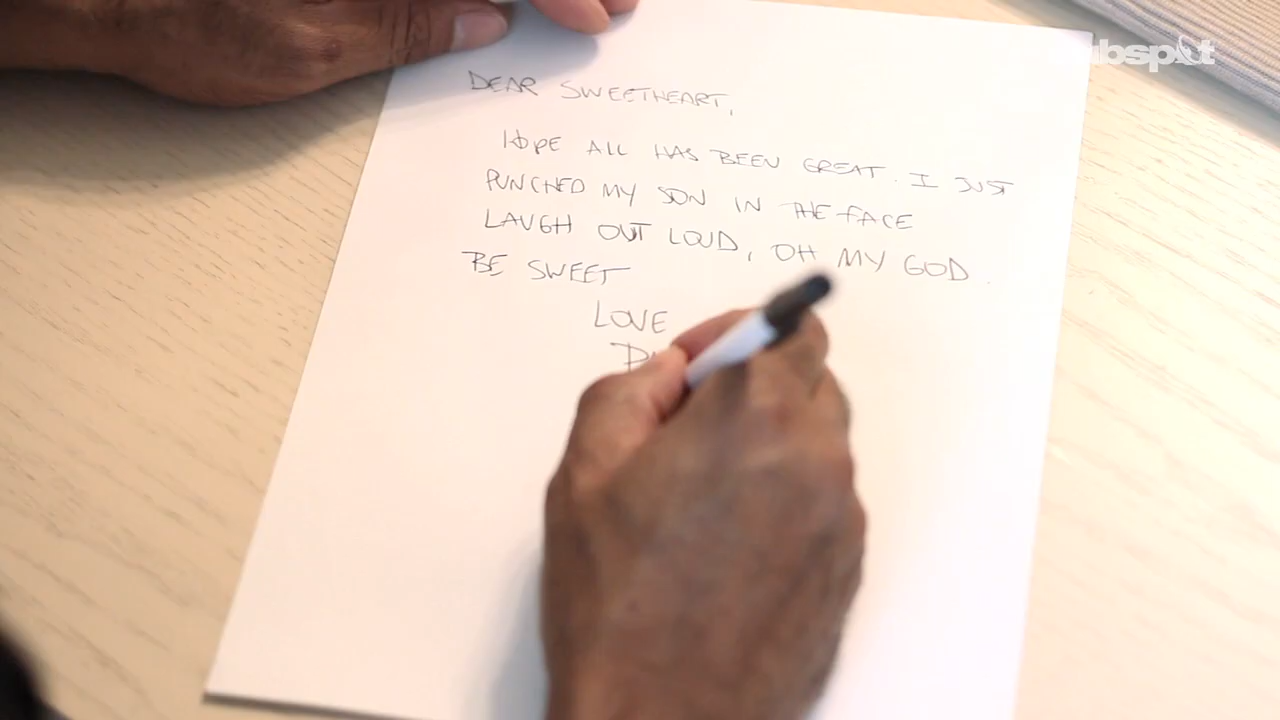 DEAR SWEETHEART,
HOPE ALL HAS BEEN GREAT. I JUST
PUNCHED MY SON IN THE FACE
LAUGH OUT LOUD, OH MY GOD.
BE SWEET
LOVE